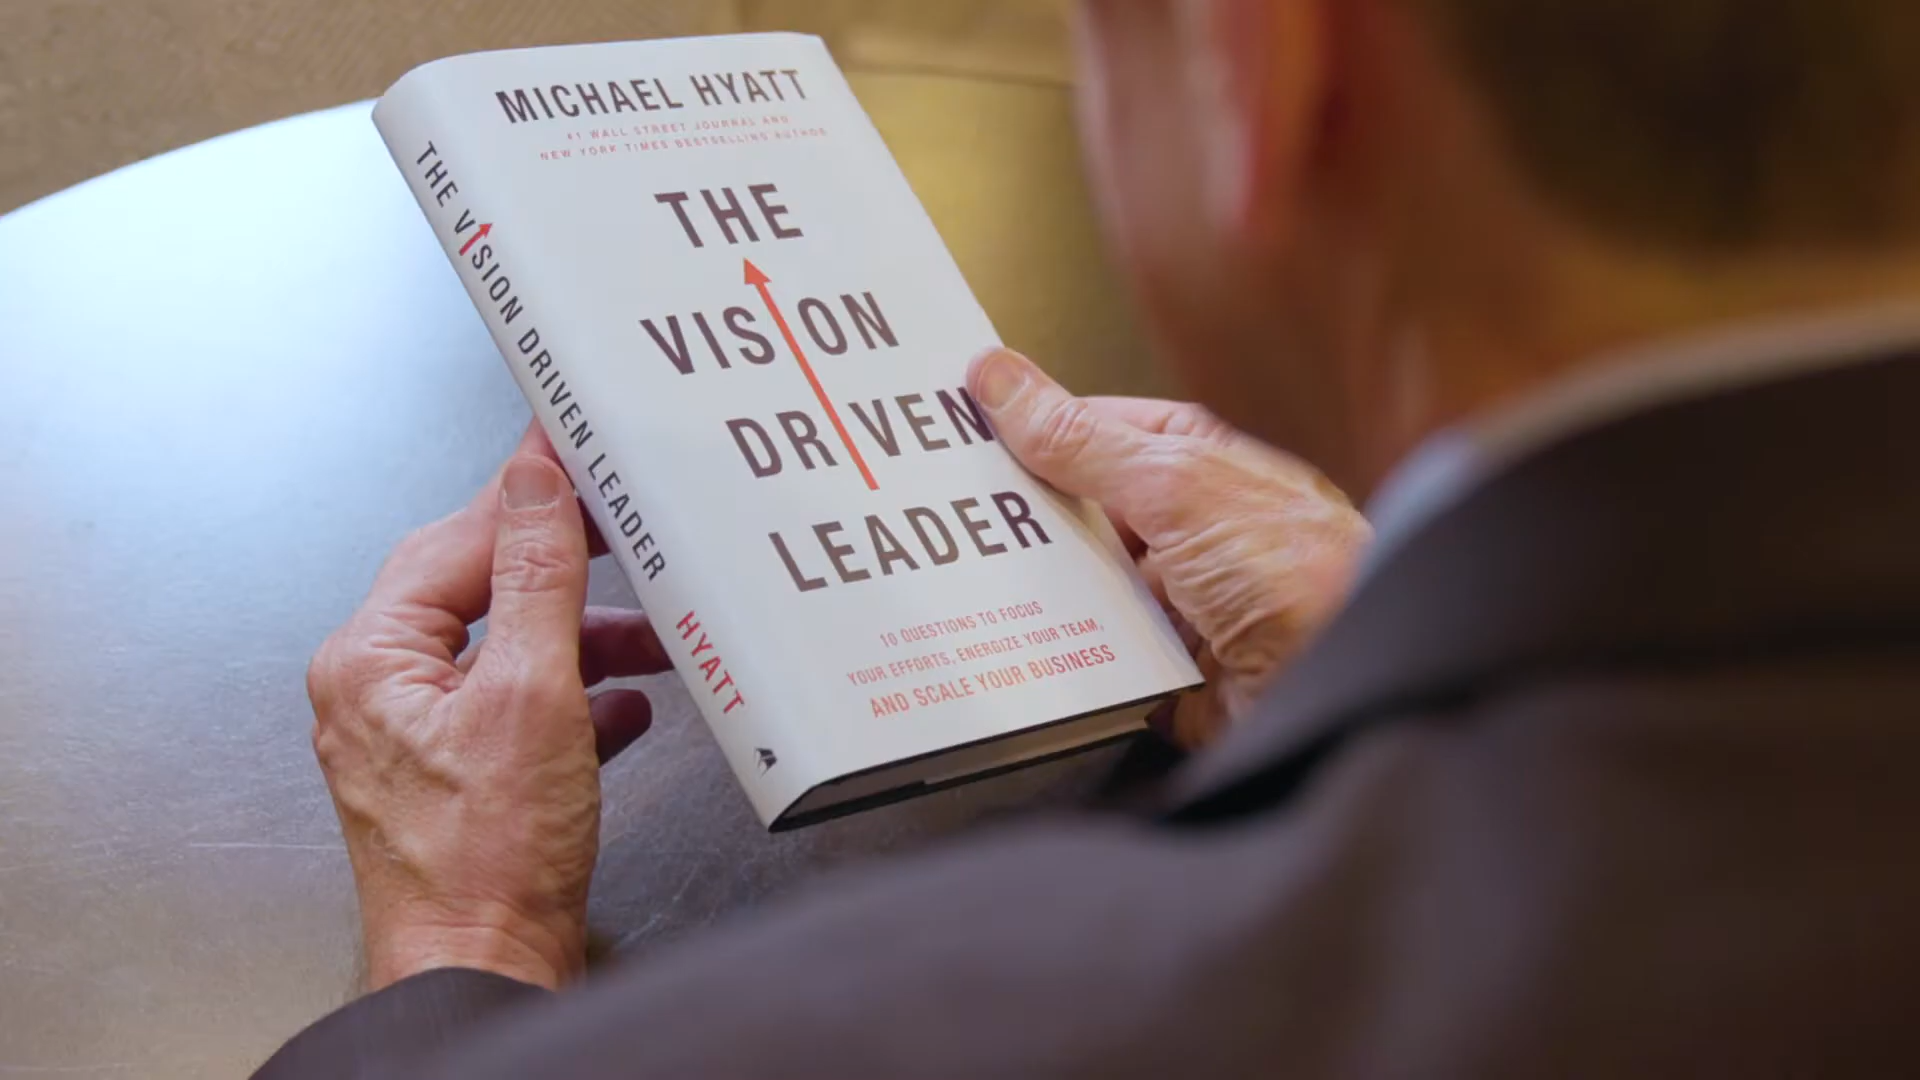 MICHAEL HYATT
#1 WALL STREET JOURNAL AND
NEW YORK TIMES BESTSELLING AUTHOR
THE
VISION
DRIVEN
LEADER
10 QUESTIONS TO FOCUS
YOUR EFFORTS, ENERGIZE YOUR TEAM,
AND SCALE YOUR BUSINESS
THE VISION DRIVEN LEADER HYATT